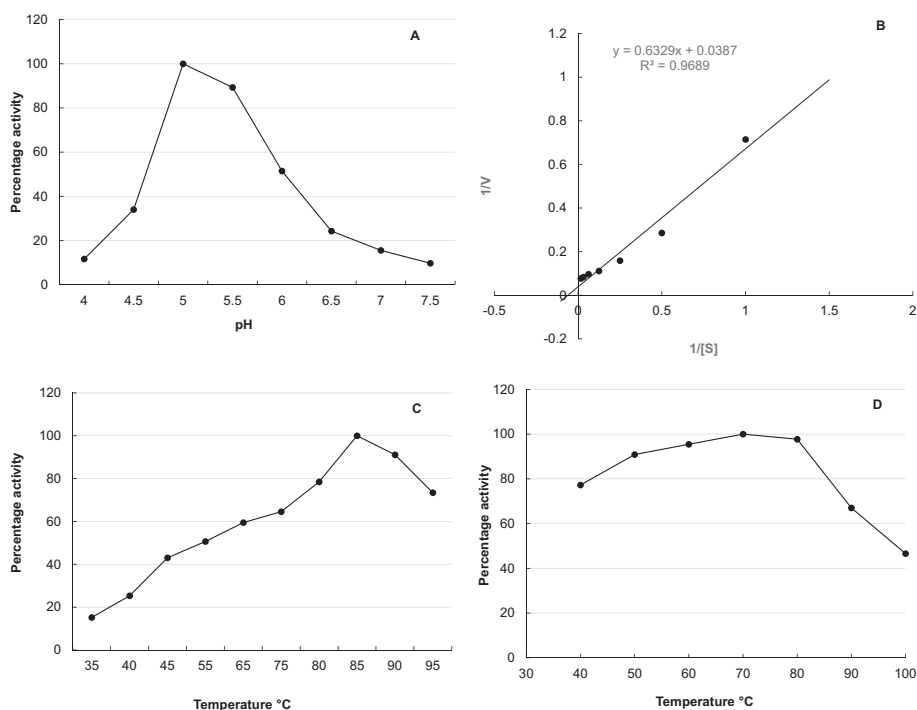 A
120
100
80
60
40
20
0
4 4.5 5 5.5 6 6.5 7 7.5
Percentage activity
pH
B
y = 0.6329x + 0.0387
R² = 0.9689
1.2
1
0.8
0.6
0.4
0.2
0
-0.2
-0.5 0 0.5 1 1.5 2
1/V
1/[S]
C
120
100
80
60
40
20
0
35 40 45 55 65 75 80 85 90 95
Percentage activity
Temperature °C
D
120
100
80
60
40
20
0
30 40 50 60 70 80 90 100
Percentage activity
Temperature °C